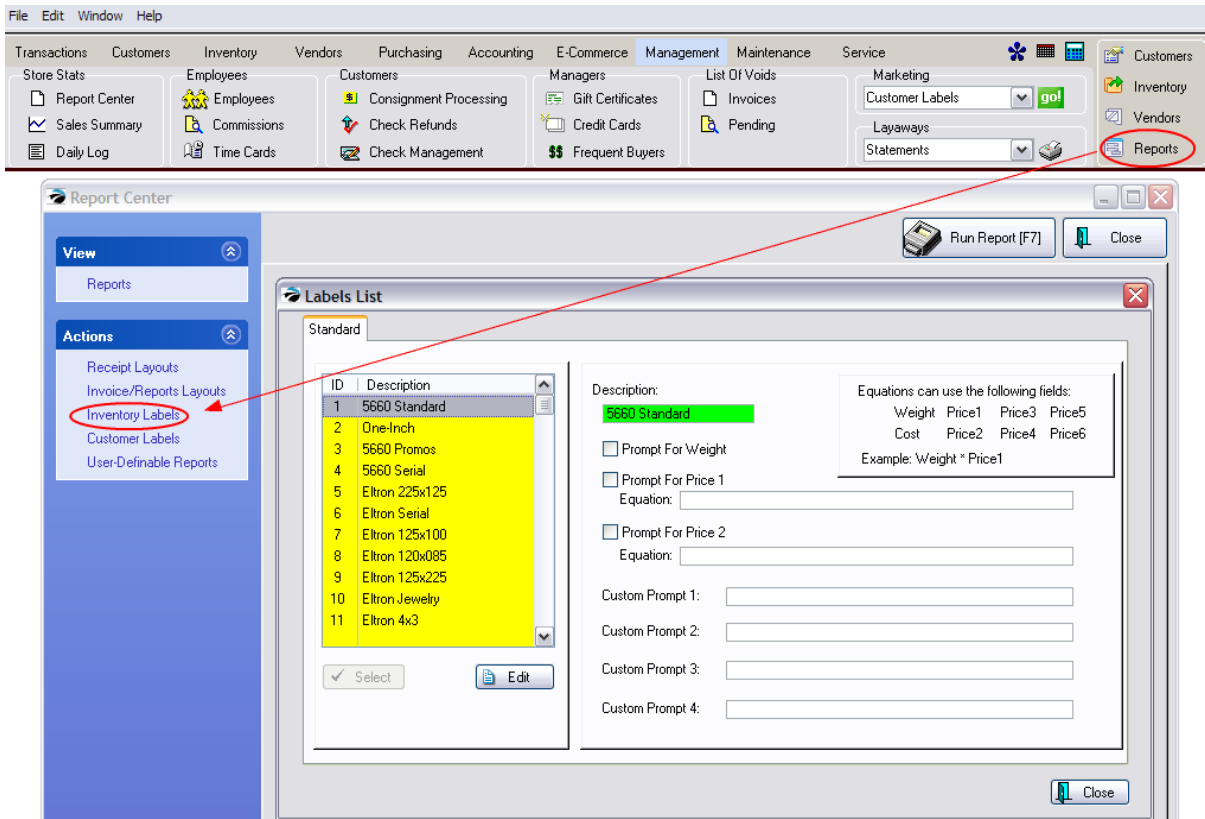 File Edit Window Help
Transactions Customers Inventory Vendors Purchasing Accounting E-Commerce Management Maintenance Service
Store Stats
Report Center
Sales Summary
Daily Log
Employees
Employees
Commissions
Time Cards
Customers
Consignment Processing
Check Refunds
Check Management
Managers
Gift Certificates
Credit Cards
$$ Frequent Buyers
List Of Voids
Invoices
Pending
Marketing
Customer Labels go!
Layaways
Statements
Customers
Inventory
Vendors
Reports
Report Center
Run Report [F7] Close
View
Reports
Actions
Receipt Layouts
Invoice/Reports Layouts
Inventory Labels
Customer Labels
User-Definable Reports
Labels List
Standard
ID Description
1 5660 Standard
2 One-Inch
3 5660 Promos
4 5660 Serial
5 Eltron 225x125
6 Eltron Serial
7 Eltron 125x100
8 Eltron 120x085
9 Eltron 125x225
10 Eltron Jewelry
11 Eltron 4x3
Select Edit
Description:
5660 Standard
Prompt For Weight
Prompt For Price 1
Equation:
Prompt For Price 2
Equation:
Custom Prompt 1:
Custom Prompt 2:
Custom Prompt 3:
Custom Prompt 4:
Equations can use the following fields:
Weight Price1 Price3 Price5
Cost Price2 Price4 Price6
Example: Weight * Price1
Close